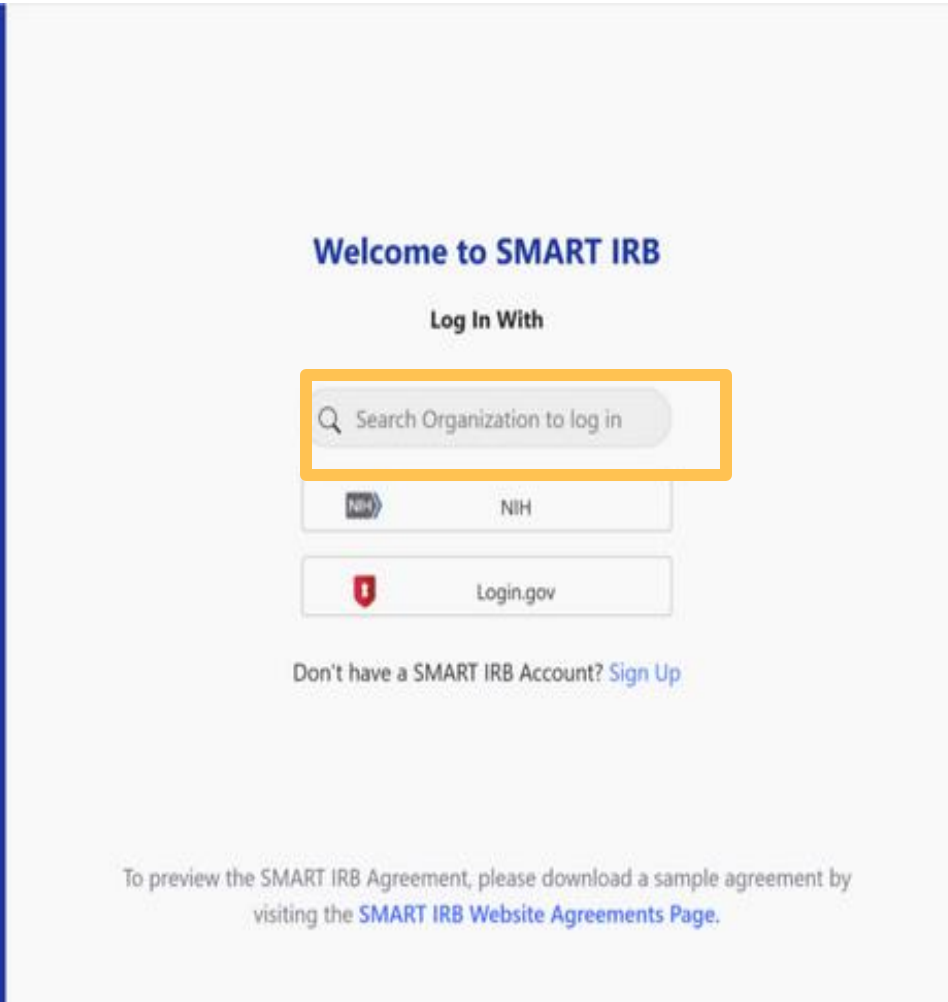 Welcome to SMART IRB
Log In With
Search Organization to log in
NIH NIH
Login.gov
Don't have a SMART IRB Account? Sign Up
To preview the SMART IRB Agreement, please download a sample agreement by
visiting the SMART IRB Website Agreements Page.